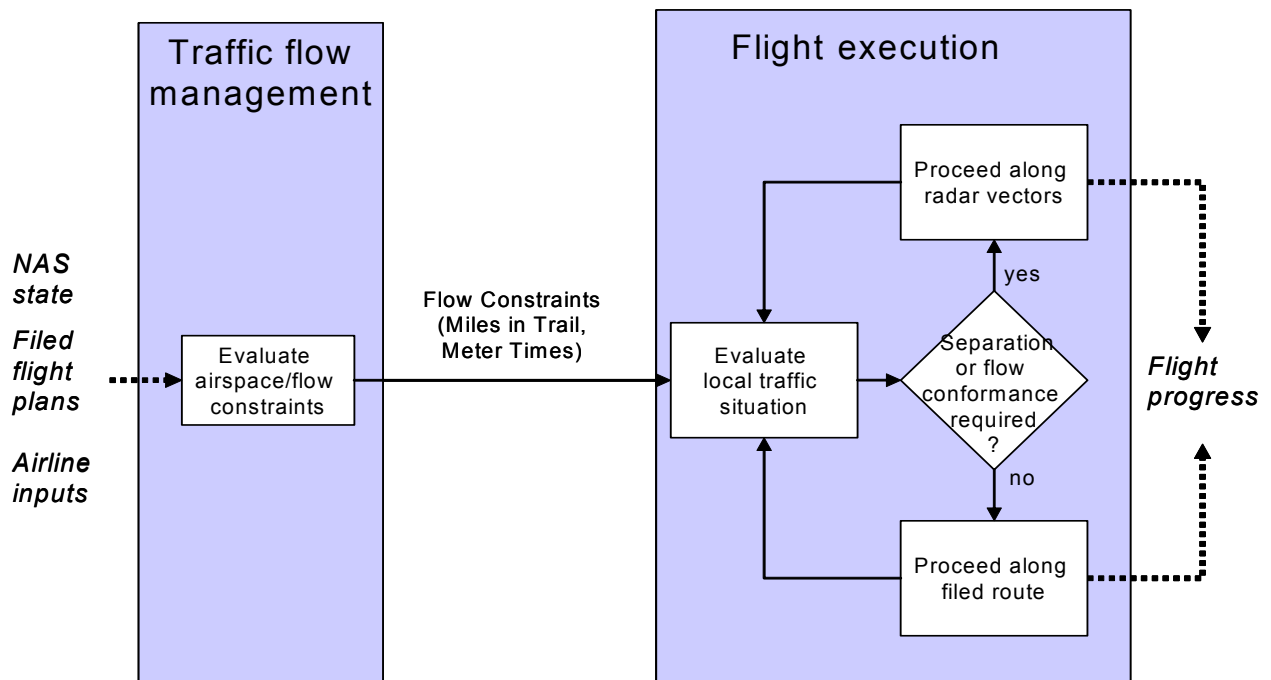 Traffic flow
management
Flight execution
NAS
state
Filed
flight
plans
Airline
inputs
Evaluate
airspace/flow
constraints
Flow Constraints
(Miles in Trail,
Meter Times)
Evaluate
local traffic
situation
Separation
or flow
conformance
required
?
yes
Proceed along
radar vectors
no
Proceed along
filed route
Flight
progress